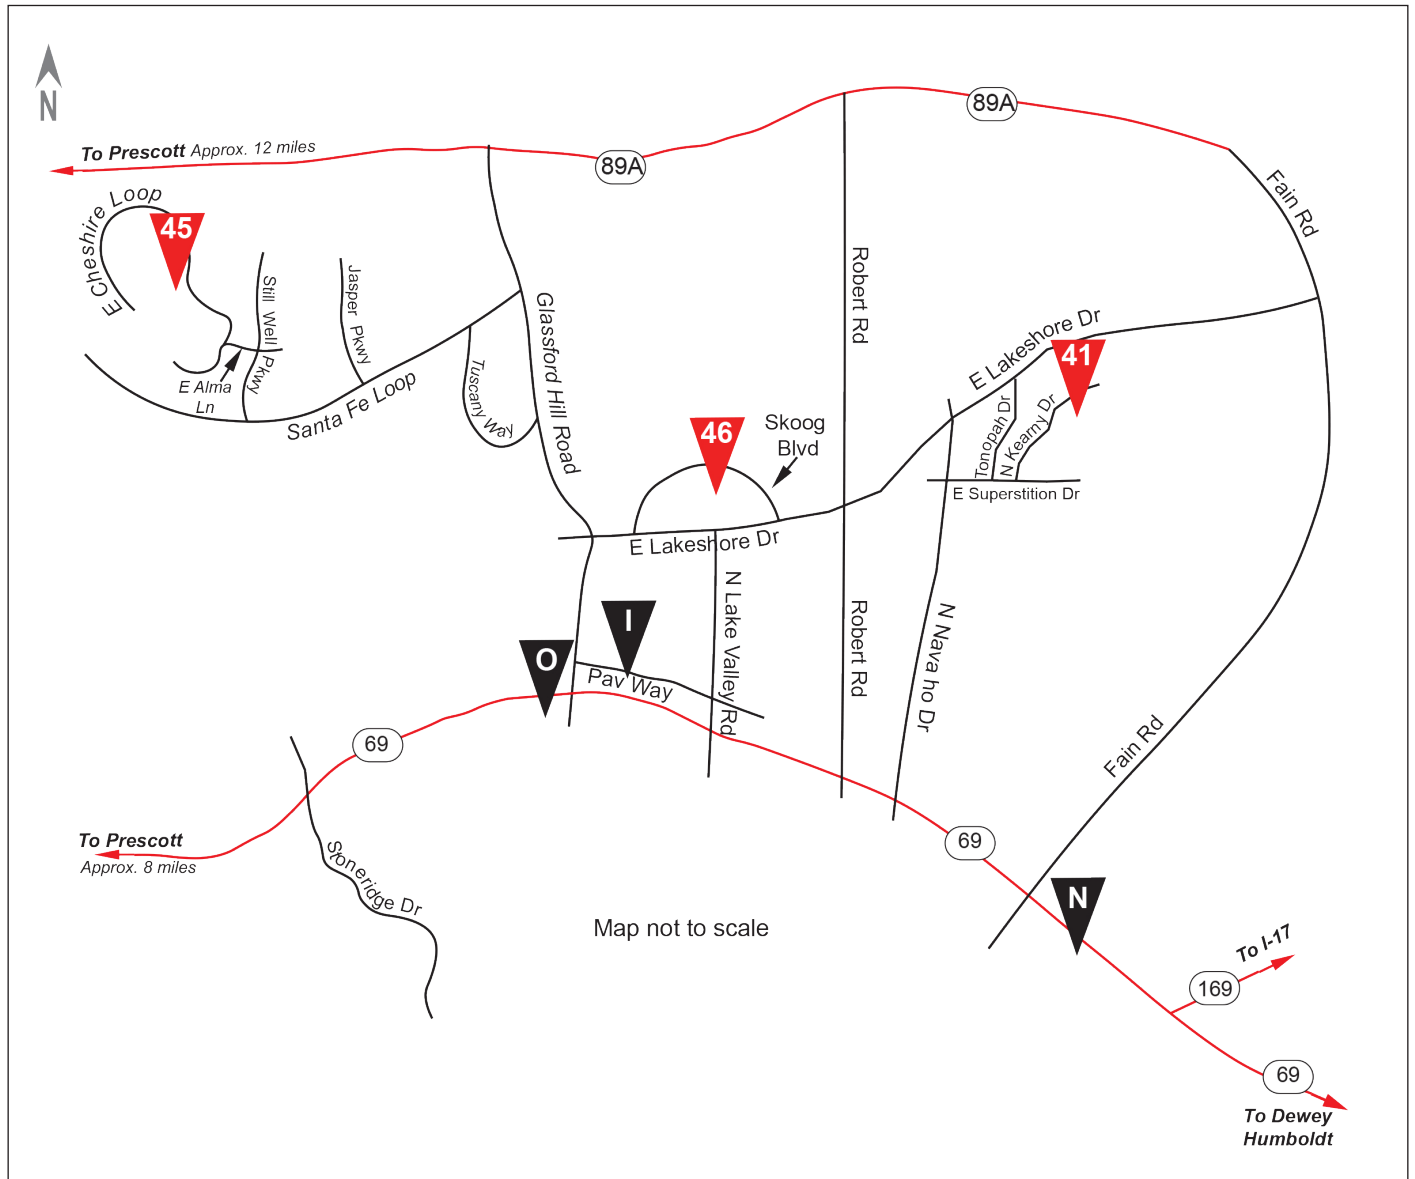 N
To Prescott Approx. 12 miles
89A
89A
Fain Rd
E Cheshire Loop
45
Still Well Pkwy
Jasper Pkwy
E Alma
Ln
Santa Fe Loop
Tuscany Way
Glassford Hill Road
Robert Rd
E Lakeshore Dr
41
Tonopah Dr
N Kearny Dr
E Superstition Dr
46
Skoog
Blvd
E Lakeshore Dr
N Lake Valley Rd
Robert Rd
N Nava ho Dr
O
I
Pav Way
69
Fain Rd
To Prescott
Approx. 8 miles
Stoneridge Dr
69
N
Map not to scale
To I-17
169
69
To Dewey
Humboldt